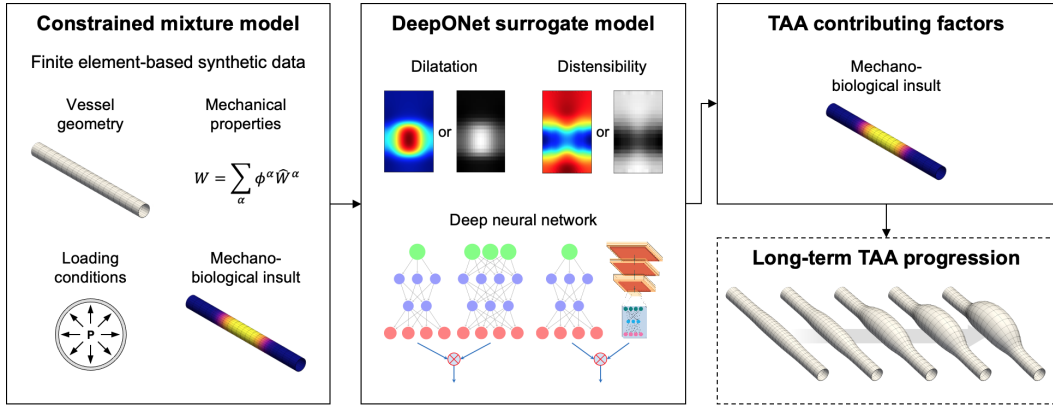 Constrained mixture model
Finite element-based synthetic data
Vessel
geometry
Mechanical
properties
W = ∑_α ϕ^α Ŵ^α
Loading
conditions
P
Mechano-
biological insult
DeepONet surrogate model
Dilatation
Distensibility
or
or
Deep neural network
TAA contributing factors
Mechano-
biological insult
Long-term TAA progression